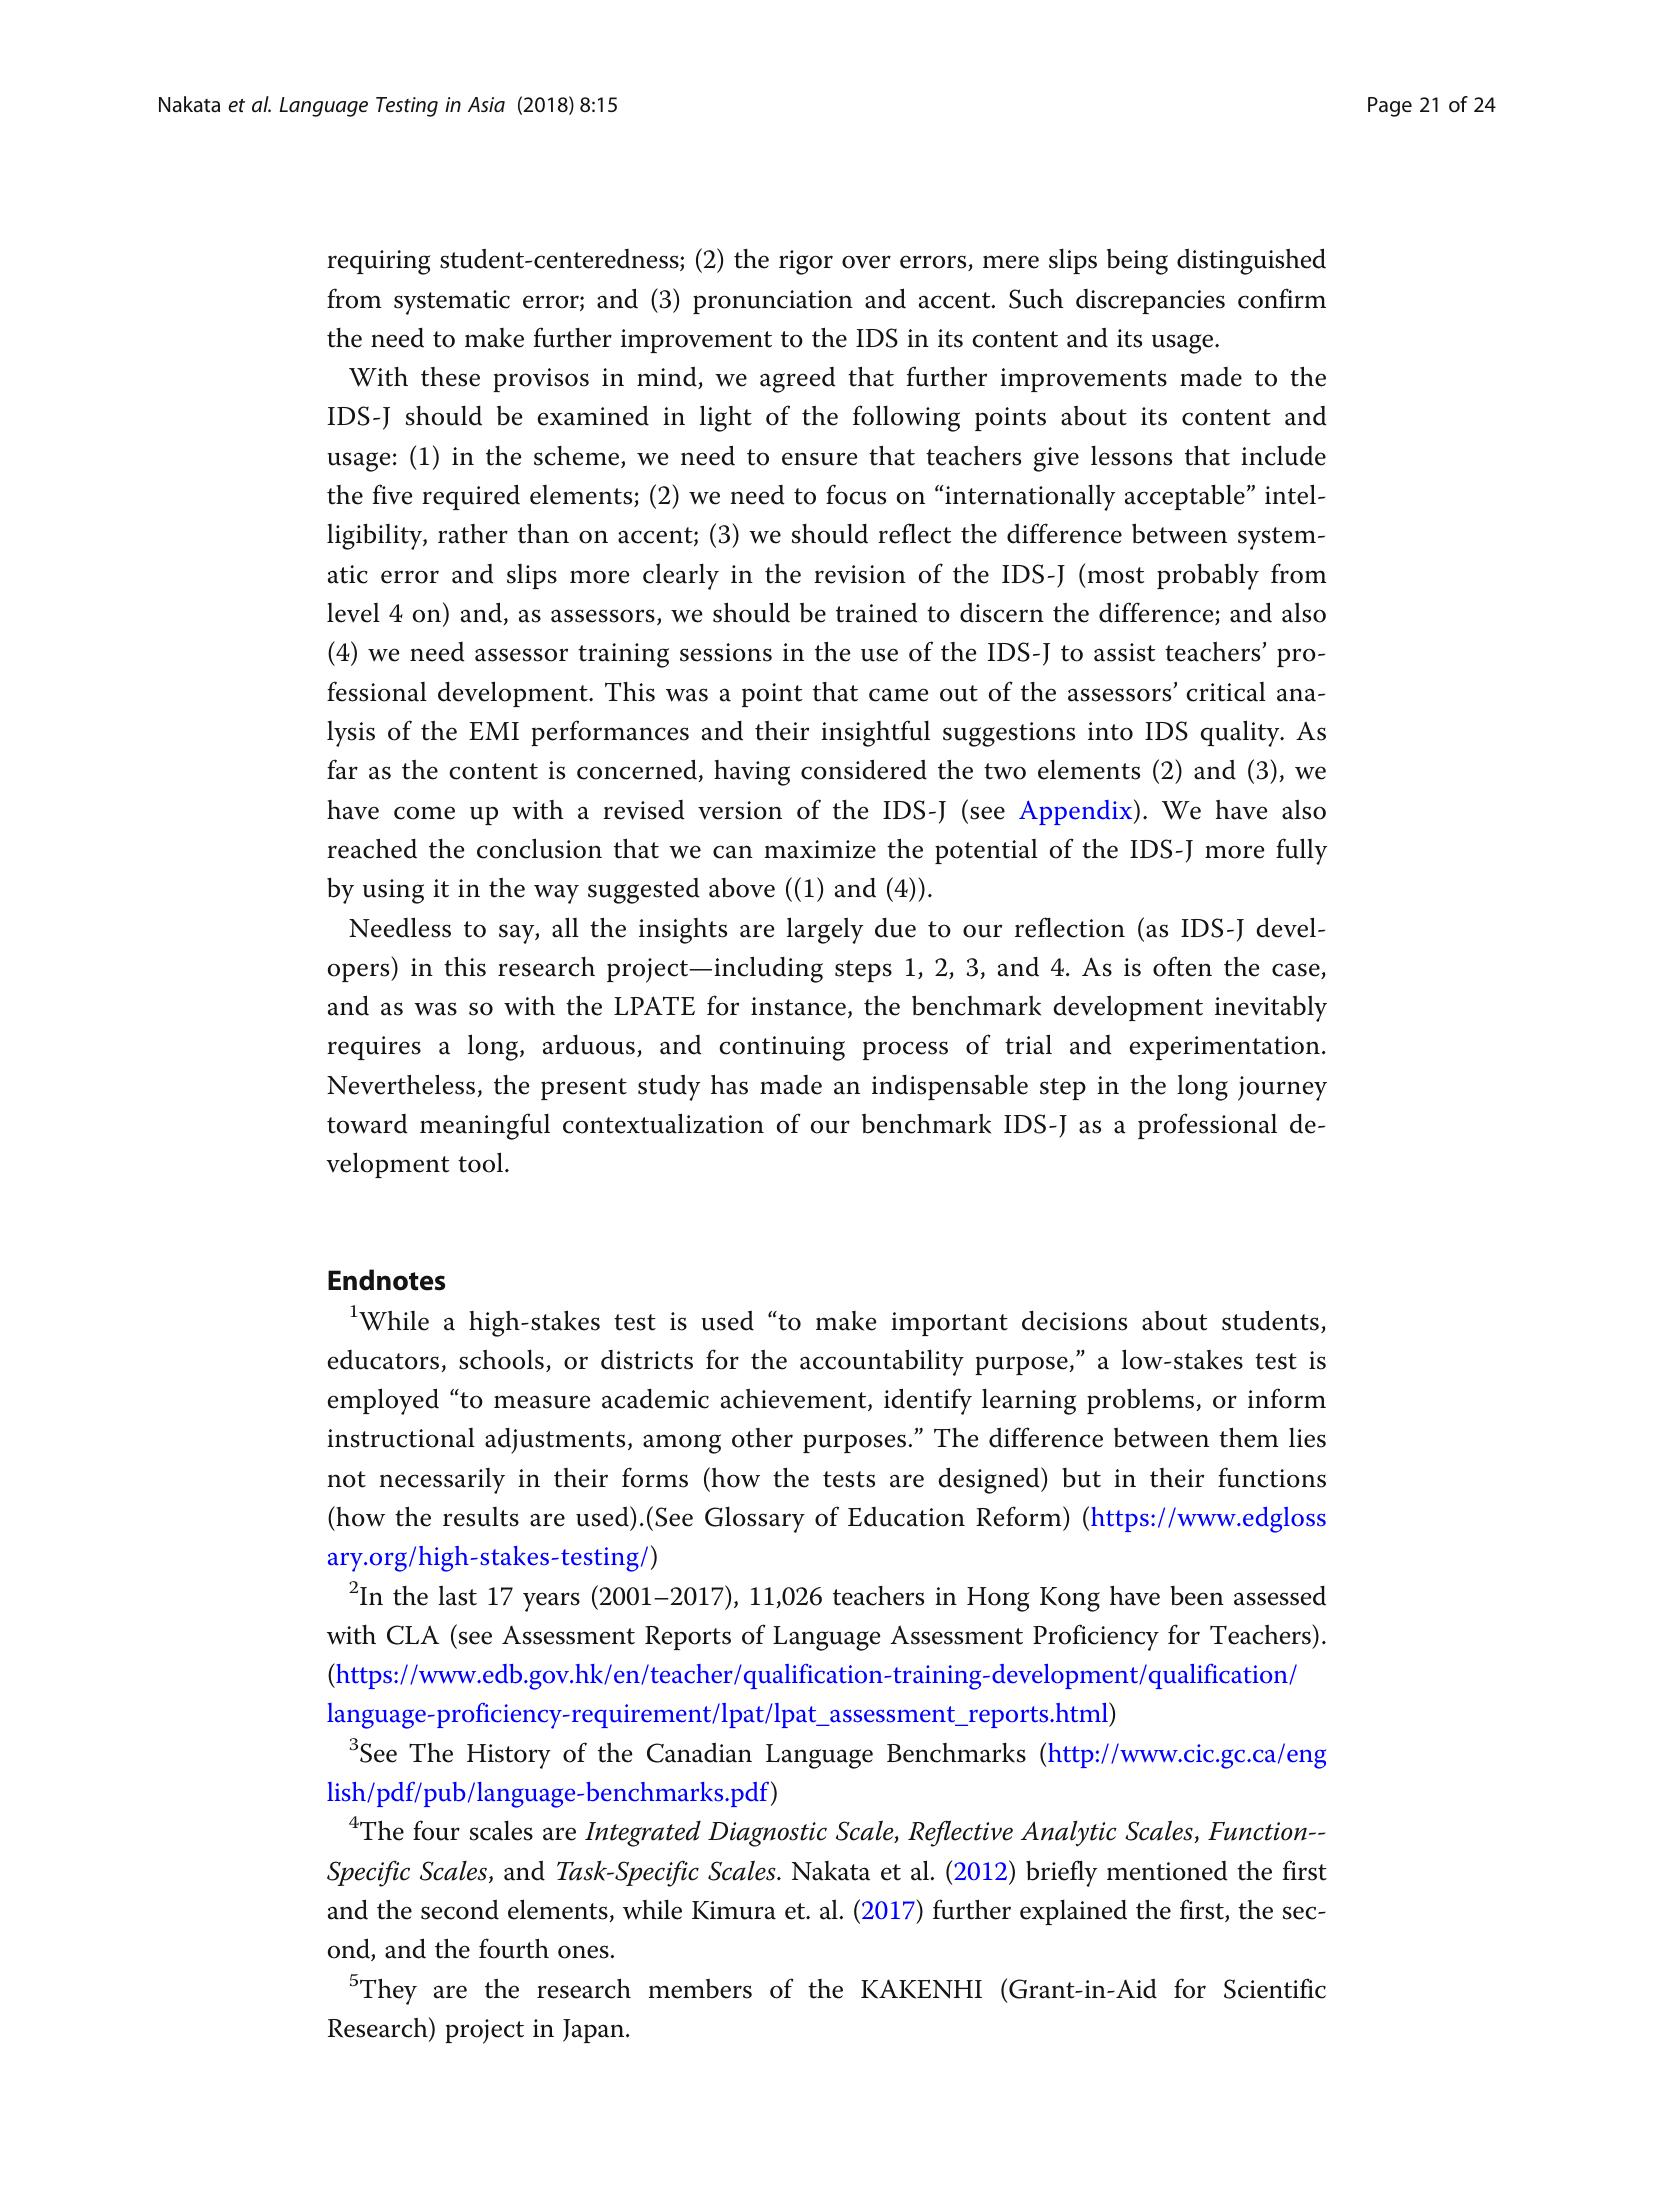 Nakata et al. Language Testing in Asia (2018) 8:15
Page 21 of 24
requiring student-centeredness; (2) the rigor over errors, mere slips being distinguished
from systematic error; and (3) pronunciation and accent. Such discrepancies confirm
the need to make further improvement to the IDS in its content and its usage.
With these provisos in mind, we agreed that further improvements made to the
IDS-J should be examined in light of the following points about its content and
usage: (1) in the scheme, we need to ensure that teachers give lessons that include
the five required elements; (2) we need to focus on “internationally acceptable” intel-
ligibility, rather than on accent; (3) we should reflect the difference between system-
atic error and slips more clearly in the revision of the IDS-J (most probably from
level 4 on) and, as assessors, we should be trained to discern the difference; and also
(4) we need assessor training sessions in the use of the IDS-J to assist teachers’ pro-
fessional development. This was a point that came out of the assessors’ critical ana-
lysis of the EMI performances and their insightful suggestions into IDS quality. As
far as the content is concerned, having considered the two elements (2) and (3), we
have come up with a revised version of the IDS-J (see Appendix). We have also
reached the conclusion that we can maximize the potential of the IDS-J more fully
by using it in the way suggested above ((1) and (4)).
Needless to say, all the insights are largely due to our reflection (as IDS-J devel-
opers) in this research project—including steps 1, 2, 3, and 4. As is often the case,
and as was so with the LPATE for instance, the benchmark development inevitably
requires a long, arduous, and continuing process of trial and experimentation.
Nevertheless, the present study has made an indispensable step in the long journey
toward meaningful contextualization of our benchmark IDS-J as a professional de-
velopment tool.
Endnotes
1While a high-stakes test is used “to make important decisions about students,
educators, schools, or districts for the accountability purpose,” a low-stakes test is
employed “to measure academic achievement, identify learning problems, or inform
instructional adjustments, among other purposes.” The difference between them lies
not necessarily in their forms (how the tests are designed) but in their functions
(how the results are used).(See Glossary of Education Reform) (https://www.edgloss
ary.org/high-stakes-testing/)
2In the last 17 years (2001–2017), 11,026 teachers in Hong Kong have been assessed
with CLA (see Assessment Reports of Language Assessment Proficiency for Teachers).
(https://www.edb.gov.hk/en/teacher/qualification-training-development/qualification/
language-proficiency-requirement/lpat/lpat_assessment_reports.html)
3See The History of the Canadian Language Benchmarks (http://www.cic.gc.ca/eng
lish/pdf/pub/language-benchmarks.pdf)
4The four scales are Integrated Diagnostic Scale, Reflective Analytic Scales, Function--
Specific Scales, and Task-Specific Scales. Nakata et al. (2012) briefly mentioned the first
and the second elements, while Kimura et. al. (2017) further explained the first, the sec-
ond, and the fourth ones.
5They are the research members of the KAKENHI (Grant-in-Aid for Scientific
Research) project in Japan.